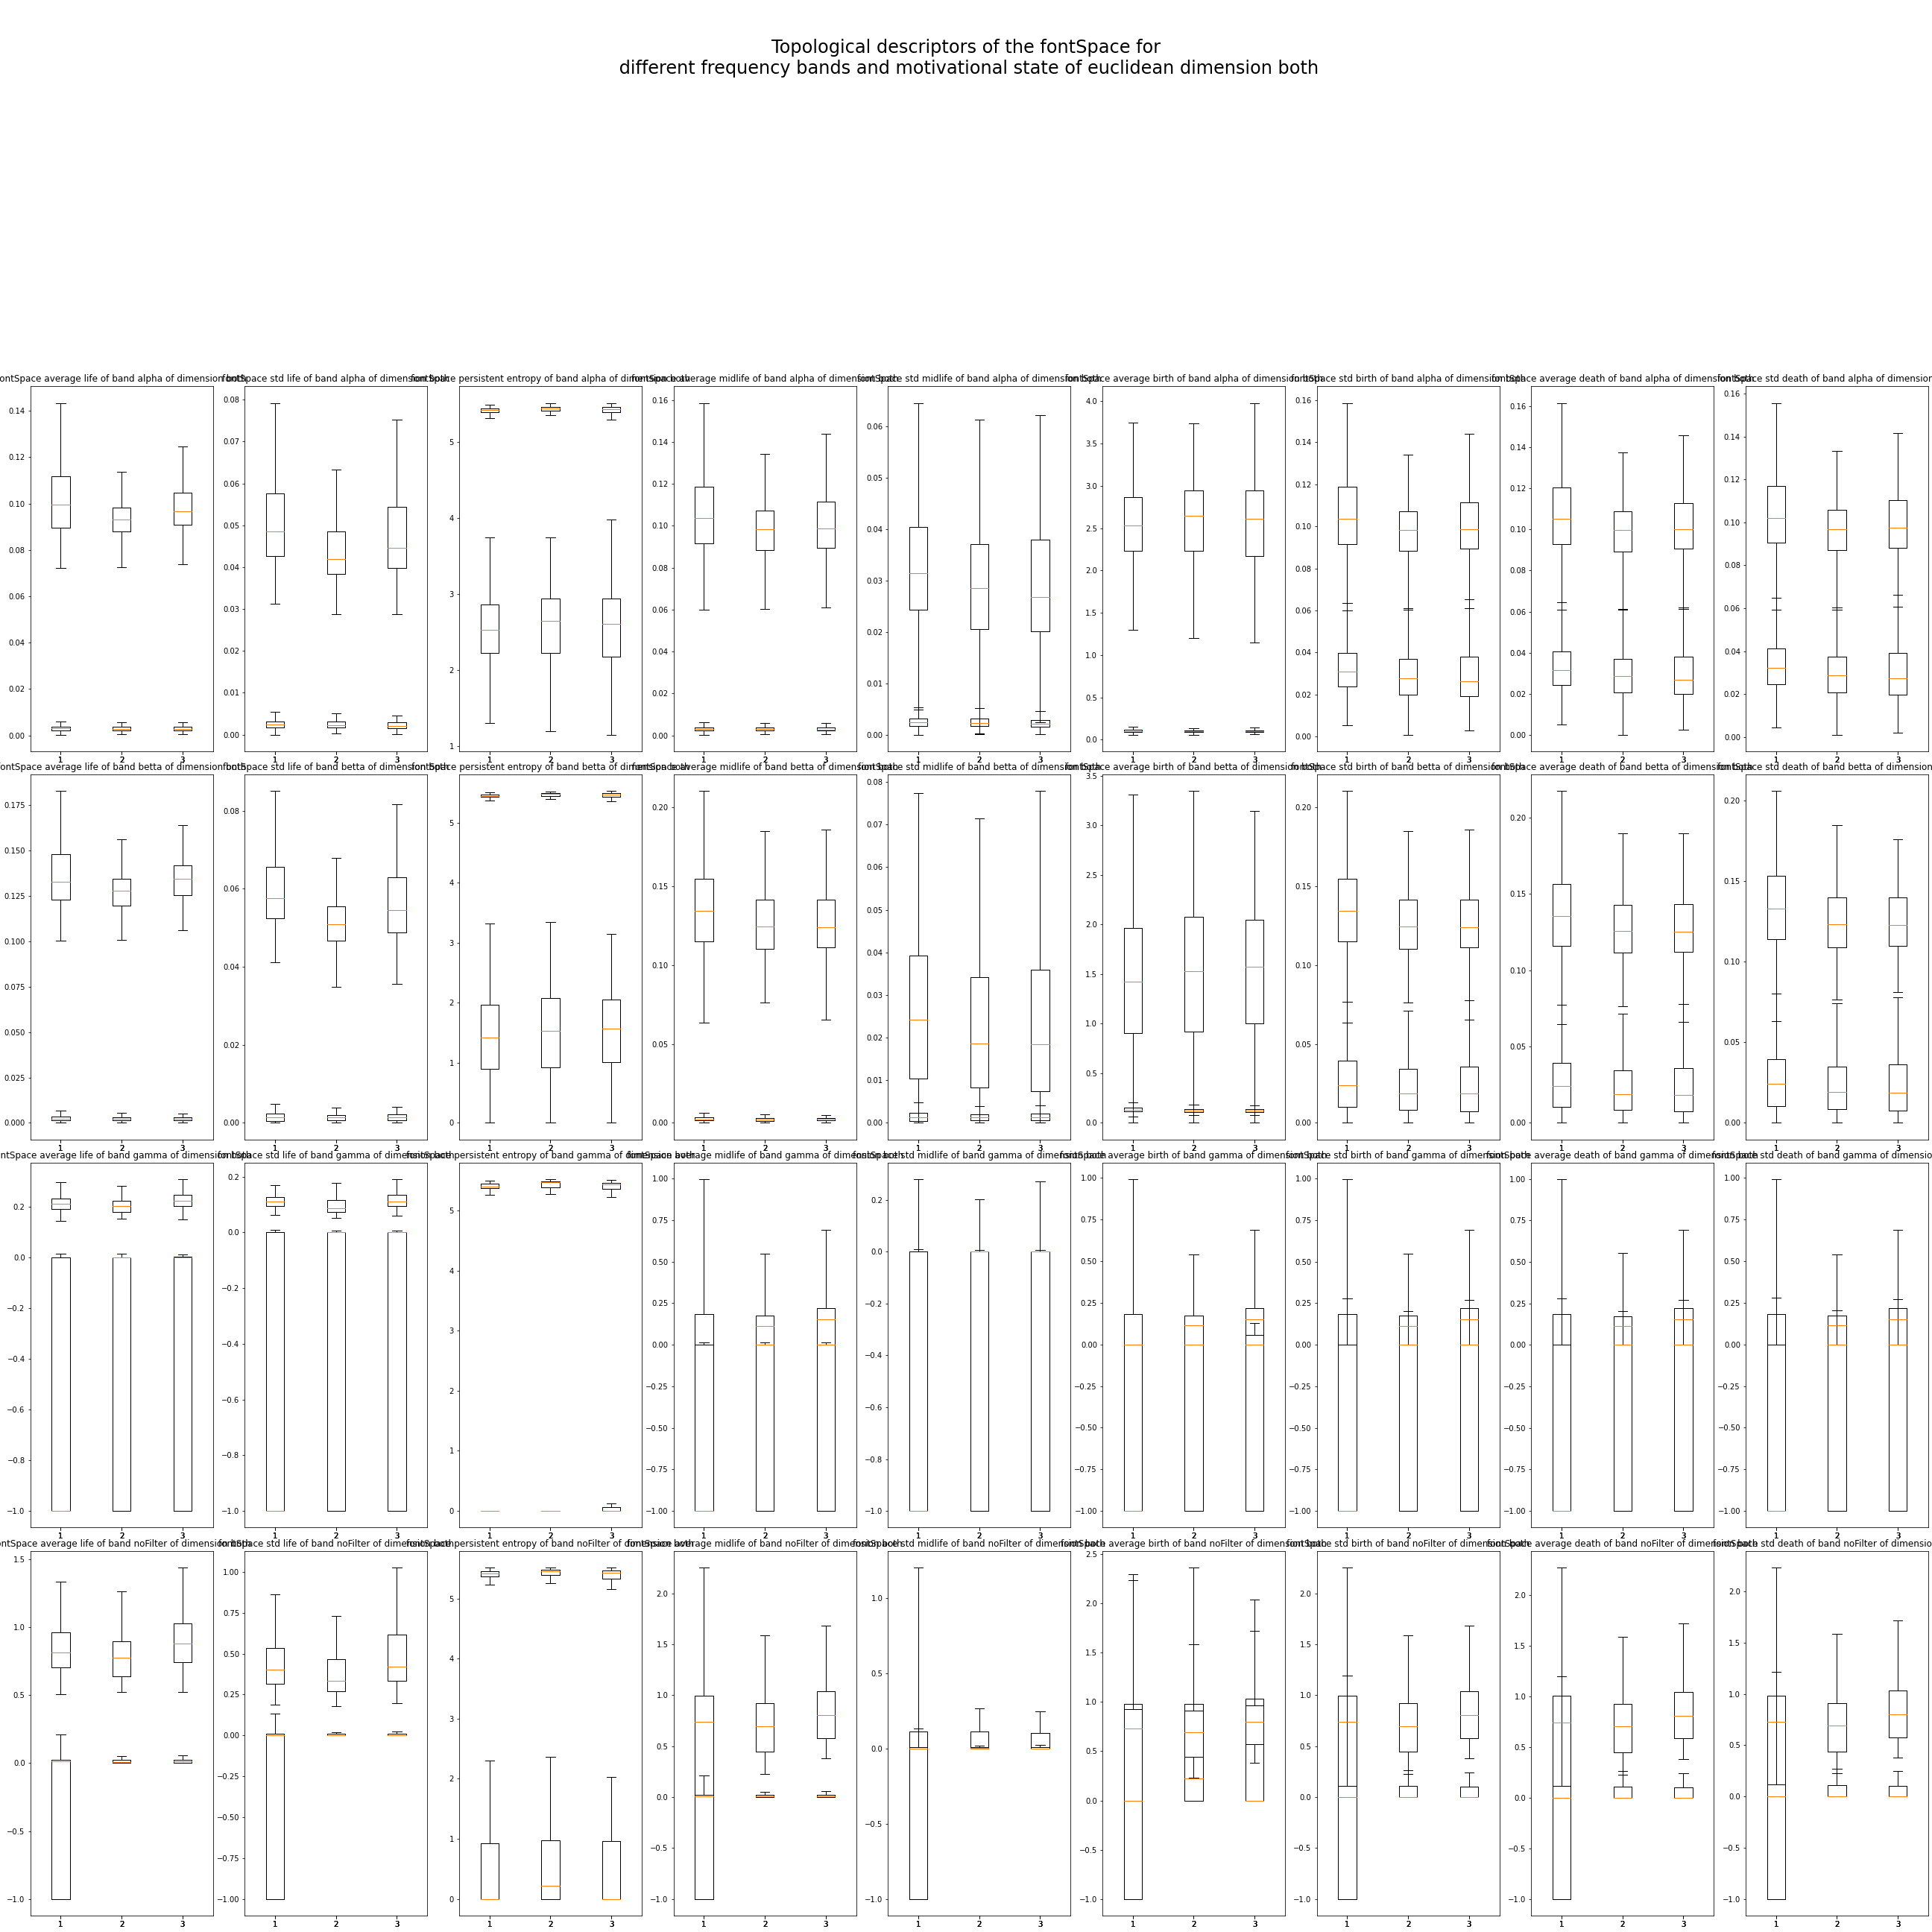 Topological descriptors of the fontSpace for
different frequency bands and motivational state of euclidean dimension both
fontSpace average life of band alpha of dimension both
0.14 0.12 0.10 0.08 0.06 0.04 0.02 0.00
1 2 3
fontSpace std life of band alpha of dimension both
0.08 0.07 0.06 0.05 0.04 0.03 0.02 0.01 0.00
1 2 3
fontSpace persistent entropy of band alpha of dimension both
5 4 3 2 1
1 2 3
fontSpace average midlife of band alpha of dimension both
0.16 0.14 0.12 0.10 0.08 0.06 0.04 0.02 0.00
1 2 3
fontSpace std midlife of band alpha of dimension both
0.06 0.05 0.04 0.03 0.02 0.01 0.00
1 2 3
fontSpace average birth of band alpha of dimension both
4.0 3.5 3.0 2.5 2.0 1.5 1.0 0.5 0.0
1 2 3
fontSpace std birth of band alpha of dimension both
0.16 0.14 0.12 0.10 0.08 0.06 0.04 0.02 0.00
1 2 3
fontSpace average death of band alpha of dimension both
0.16 0.14 0.12 0.10 0.08 0.06 0.04 0.02 0.00
1 2 3
fontSpace std death of band alpha of dimension
0.16 0.14 0.12 0.10 0.08 0.06 0.04 0.02 0.00
1 2 3
fontSpace average life of band betta of dimension both
0.175 0.150 0.125 0.100 0.075 0.050 0.025 0.000
1 2 3
fontSpace std life of band betta of dimension both
0.08 0.06 0.04 0.02 0.00
1 2 3
fontSpace persistent entropy of band betta of dimension both
5 4 3 2 1 0
1 2 3
fontSpace average midlife of band betta of dimension both
0.20 0.15 0.10 0.05 0.00
1 2 3
fontSpace std midlife of band betta of dimension both
0.08 0.07 0.06 0.05 0.04 0.03 0.02 0.01 0.00
1 2 3
fontSpace average birth of band betta of dimension both
3.5 3.0 2.5 2.0 1.5 1.0 0.5 0.0
1 2 3
fontSpace std birth of band betta of dimension both
0.20 0.15 0.10 0.05 0.00
1 2 3
fontSpace average death of band betta of dimension both
0.20 0.15 0.10 0.05 0.00
1 2 3
fontSpace std death of band betta of dimension
0.20 0.15 0.10 0.05 0.00
1 2 3
ontSpace average life of band gamma of dimension both
0.2 0.0 −0.2 −0.4 −0.6 −0.8 −1.0
1 2 3
fontSpace std life of band gamma of dimension both
0.2 0.0 −0.2 −0.4 −0.6 −0.8 −1.0
1 2 3
fontSpace persistent entropy of band gamma of dimension both
5 4 3 2 1 0
1 2 3
fontSpace average midlife of band gamma of dimension both
1.00 0.75 0.50 0.25 0.00 −0.25 −0.50 −0.75 −1.00
1 2 3
fontSpace std midlife of band gamma of dimension both
0.2 0.0 −0.2 −0.4 −0.6 −0.8 −1.0
1 2 3
fontSpace average birth of band gamma of dimension both
1.00 0.75 0.50 0.25 0.00 −0.25 −0.50 −0.75 −1.00
1 2 3
fontSpace std birth of band gamma of dimension both
1.00 0.75 0.50 0.25 0.00 −0.25 −0.50 −0.75 −1.00
1 2 3
fontSpace average death of band gamma of dimension both
1.00 0.75 0.50 0.25 0.00 −0.25 −0.50 −0.75 −1.00
1 2 3
fontSpace std death of band gamma of dimension
1.00 0.75 0.50 0.25 0.00 −0.25 −0.50 −0.75 −1.00
1 2 3
ontSpace average life of band noFilter of dimension both
1.5 1.0 0.5 0.0 −0.5 −1.0
1 2 3
fontSpace std life of band noFilter of dimension both
1.00 0.75 0.50 0.25 0.00 −0.25 −0.50 −0.75 −1.00
1 2 3
fontSpace persistent entropy of band noFilter of dimension both
5 4 3 2 1 0
1 2 3
fontSpace average midlife of band noFilter of dimension both
2.0 1.5 1.0 0.5 0.0 −0.5 −1.0
1 2 3
fontSpace std midlife of band noFilter of dimension both
1.0 0.5 0.0 −0.5 −1.0
1 2 3
fontSpace average birth of band noFilter of dimension both
2.5 2.0 1.5 1.0 0.5 0.0 −0.5 −1.0
1 2 3
fontSpace std birth of band noFilter of dimension both
2.0 1.5 1.0 0.5 0.0 −0.5 −1.0
1 2 3
fontSpace average death of band noFilter of dimension both
2.0 1.5 1.0 0.5 0.0 −0.5 −1.0
1 2 3
fontSpace std death of band noFilter of dimensio
2.0 1.5 1.0 0.5 0.0 −0.5 −1.0
1 2 3